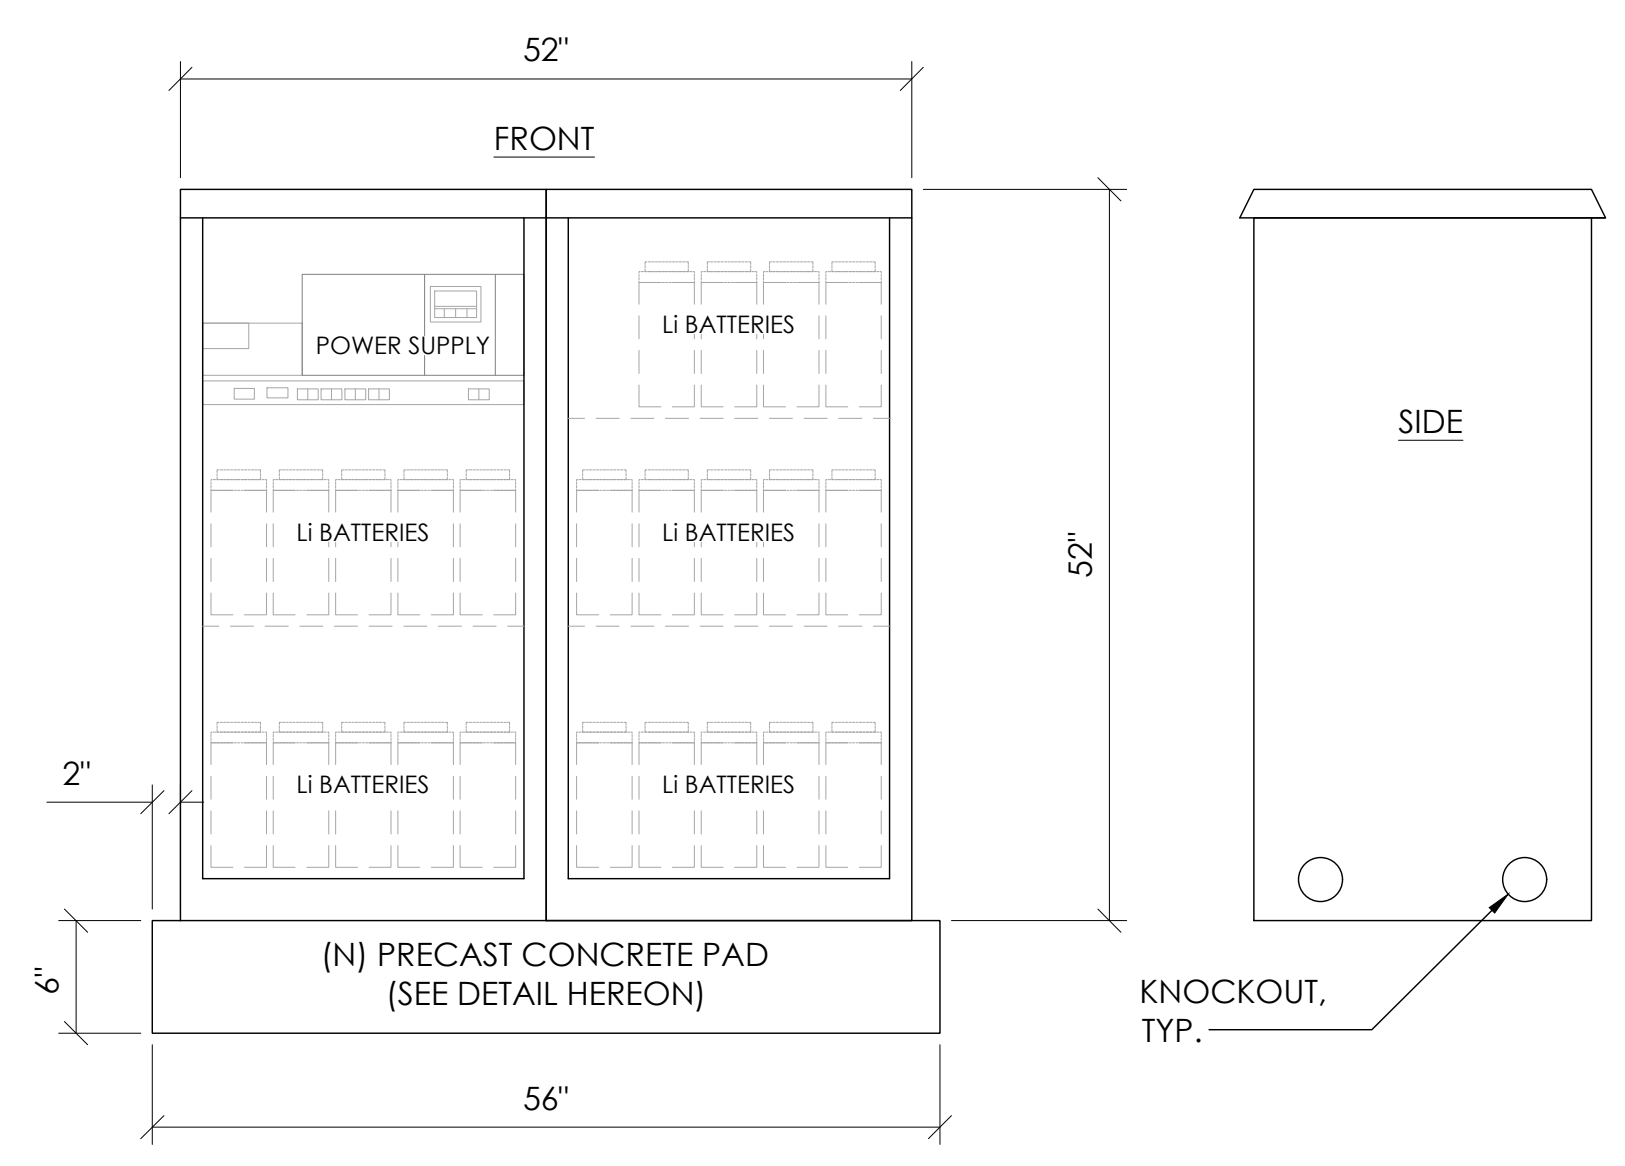 52"
FRONT
POWER SUPPLY
Li BATTERIES
Li BATTERIES
Li BATTERIES
Li BATTERIES
Li BATTERIES
SIDE
52"
2"
6"
(N) PRECAST CONCRETE PAD
(SEE DETAIL HEREON)
KNOCKOUT,
TYP.
56"